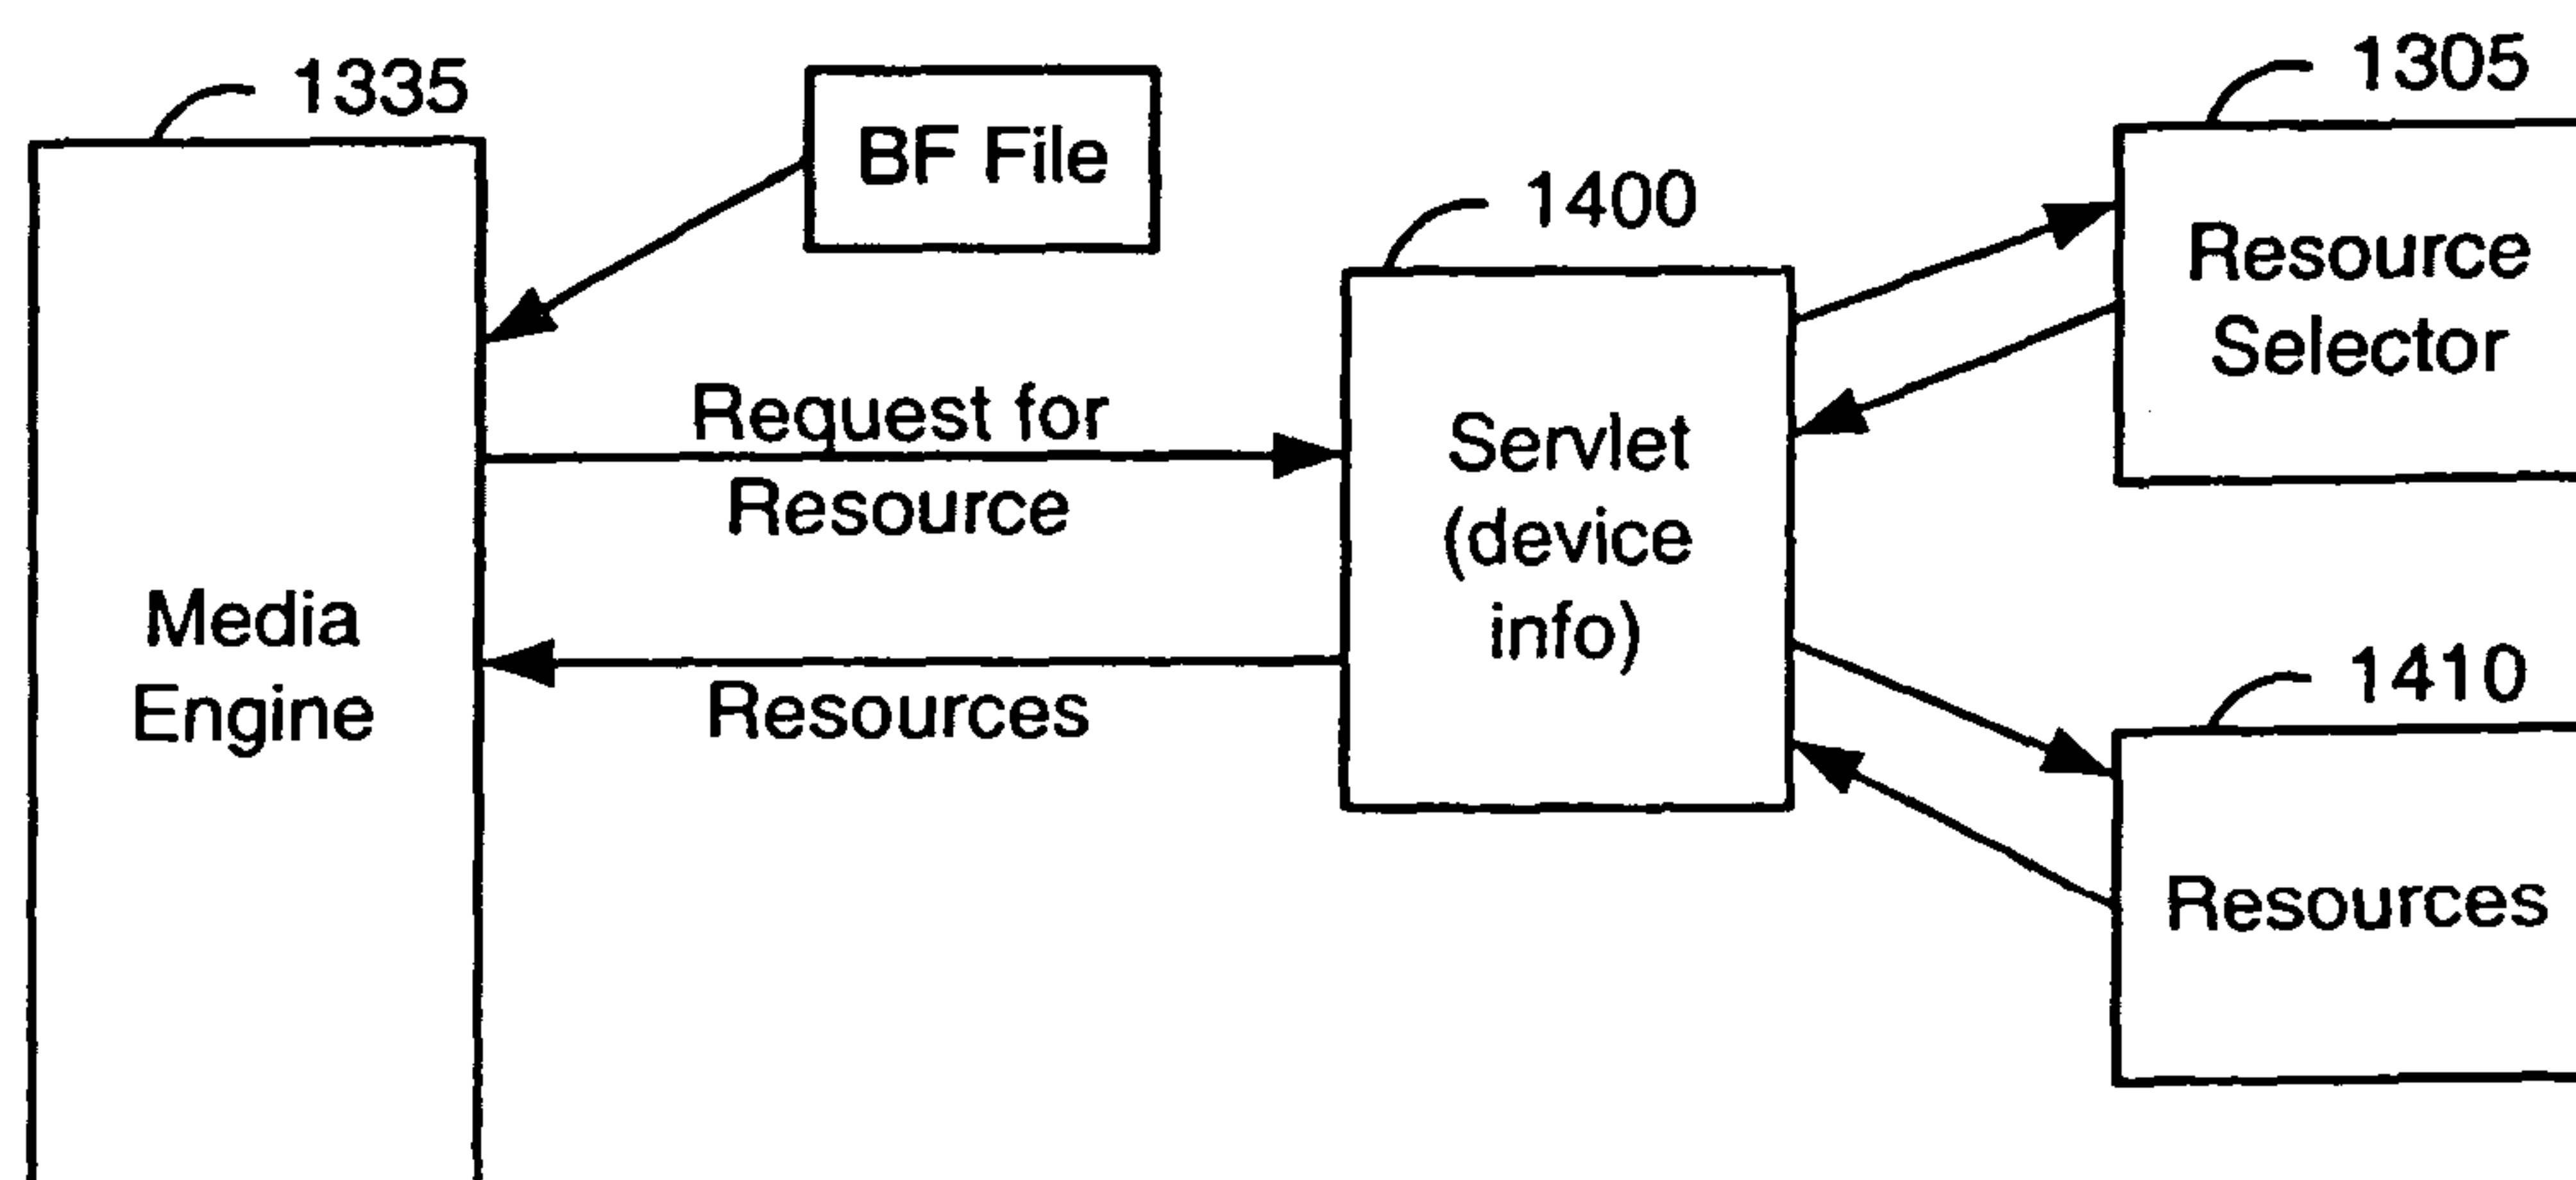 1335
BF File
1305
1400
Resource
Selector
Request for
Resource
Servlet
(device
info)
Media
Engine
Resources
1410
Resources